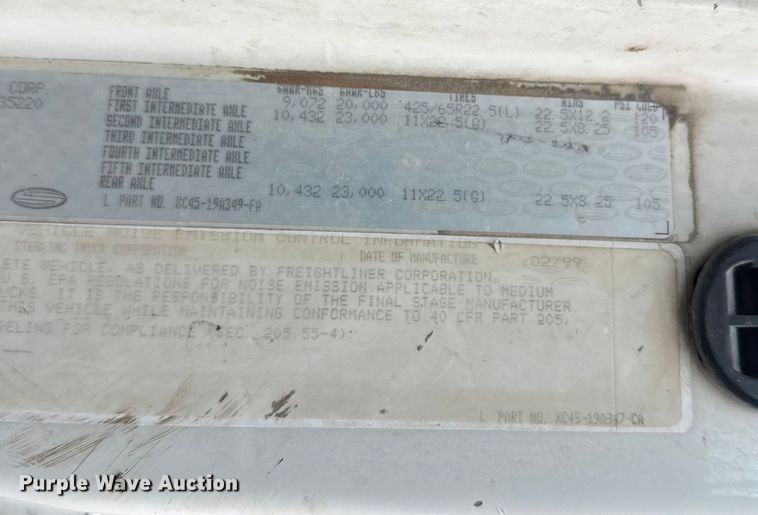 CORP.
35220
GAWR-KGS GAWR-LBS TIRES RIMS PSI COLD
FRONT AXLE 9,072 20,000 425/65R22.5(L) 22.5X12.2 120
FIRST INTERMEDIATE AXLE 10,432 23,000 11X22.5(G) 22.5X8.25 105
SECOND INTERMEDIATE AXLE
THIRD INTERMEDIATE AXLE
FOURTH INTERMEDIATE AXLE
FIFTH INTERMEDIATE AXLE
REAR AXLE 10,432 23,000 11X22.5(G) 22.5X8.25 105
L PART NO. XC45-19A349-FA
VEHICLE NOISE EMISSION CONTROL INFORMATION
STERLING TRUCK CORPORATION DATE OF MANUFACTURE 02/99
LETE VEHICLE, AS DELIVERED BY FREIGHTLINER CORPORATION,
U.S. EPA REGULATIONS FOR NOISE EMISSION APPLICABLE TO MEDIUM
UCKS. IT IS THE RESPONSIBILITY OF THE FINAL STAGE-MANUFACTURER
THIS VEHICLE WHILE MAINTAINING CONFORMANCE TO 40 CFR PART 205,
BELING FOR COMPLIANCE (SEC. 205.55-4):
L PART NO. XC45-19A347-CA
Purple Wave Auction